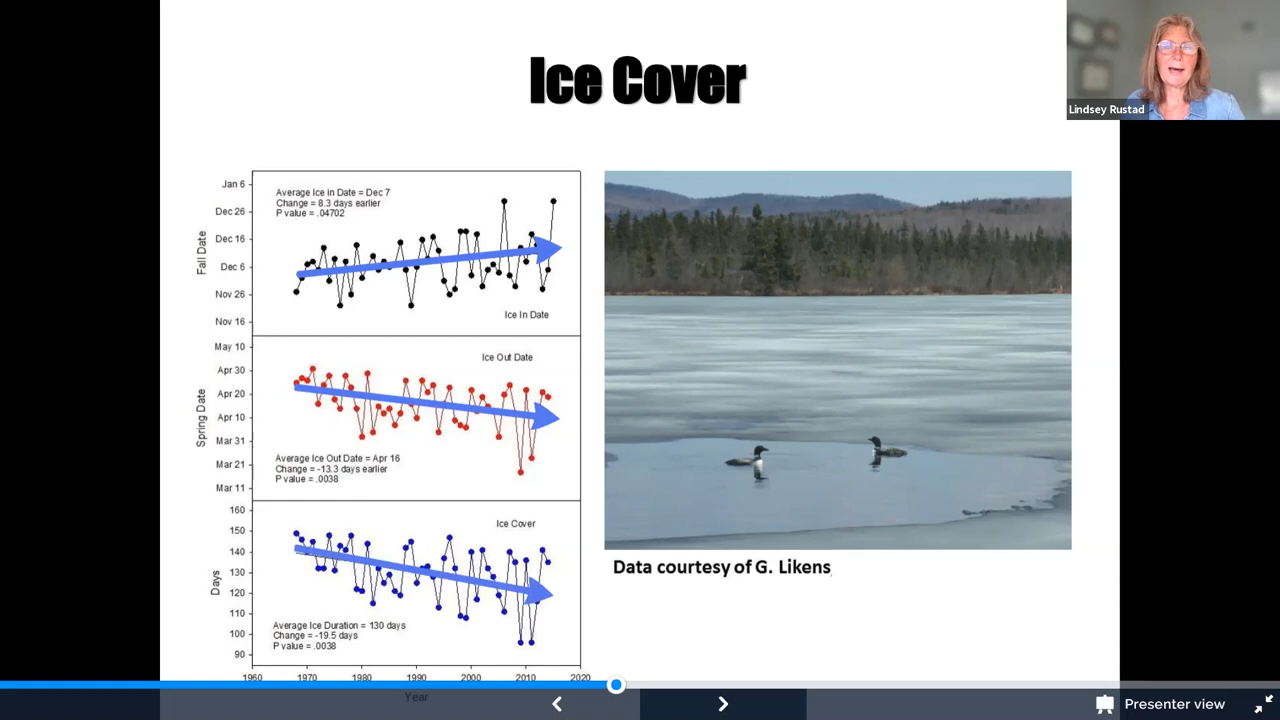 Ice Cover
Lindsey Rustad
Fall Date
Jan 6
Dec 26
Dec 16
Dec 6
Nov 26
Nov 16
Average Ice in Date = Dec 7
Change = 8.3 days earlier
P value = .04702
Ice In Date
Spring Date
May 10
Apr 30
Apr 20
Apr 10
Mar 31
Mar 21
Mar 11
Ice Out Date
Average Ice Out Date = Apr 16
Change = -13.3 days earlier
P value = .0038
Days
160
150
140
130
120
110
100
90
Ice Cover
Average Ice Duration = 130 days
Change = -19.5 days
P value = .0038
1960 1970 1980 1990 2000 2010 2020
Year
Data courtesy of G. Likens
Presenter view